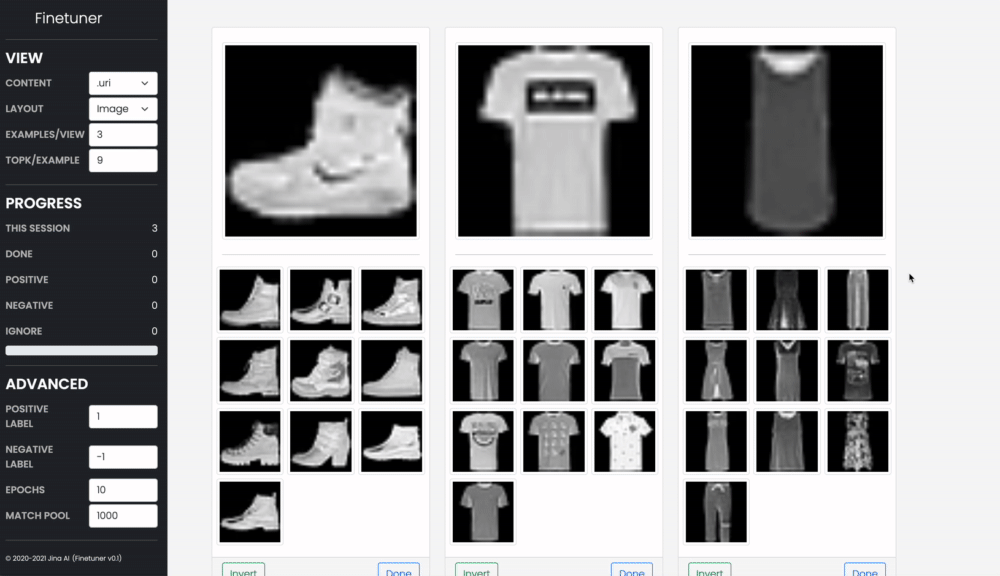 Finetuner
VIEW
CONTENT .uri
LAYOUT Image
EXAMPLES/VIEW 3
TOPK/EXAMPLE 9
PROGRESS
THIS SESSION 3
DONE 0
POSITIVE 0
NEGATIVE 0
IGNORE 0
ADVANCED
POSITIVE
LABEL 1
NEGATIVE
LABEL -1
EPOCHS 10
MATCH POOL 1000
© 2020-2021 Jina AI (Finetuner v0.1)
Invert Done Invert Done Invert Done